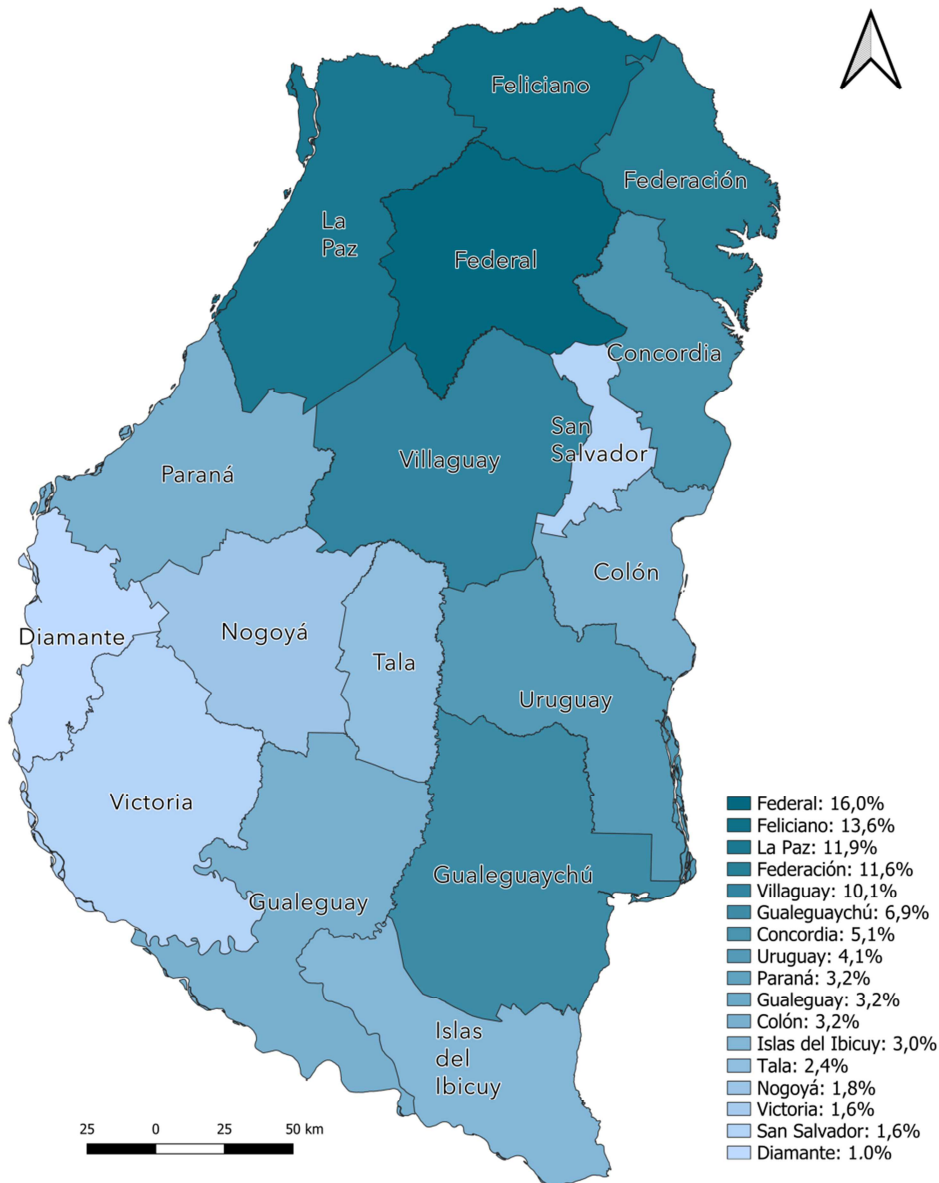 Feliciano
Federación
La
Paz
Federal
Concordia
San
Salvador
Villaguay
Paraná
Colón
Diamante
Nogoyá
Tala
Uruguay
Victoria
Gualeguaychú
Gualeguay
Islas
del
Ibicuy
Federal: 16,0%
Feliciano: 13,6%
La Paz: 11,9%
Federación: 11,6%
Villaguay: 10,1%
Gualeguaychú: 6,9%
Concordia: 5,1%
Uruguay: 4,1%
Paraná: 3,2%
Gualeguay: 3,2%
Colón: 3,2%
Islas del Ibicuy: 3,0%
Tala: 2,4%
Nogoyá: 1,8%
Victoria: 1,6%
San Salvador: 1,6%
Diamante: 1.0%
25 0 25 50 km